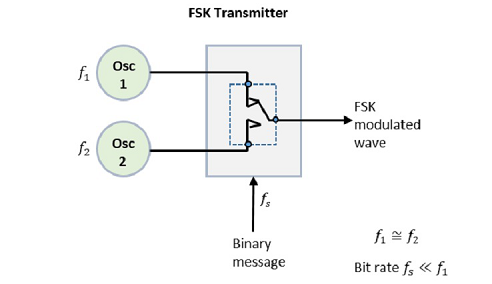 FSK Transmitter
f₁
Osc
1
f₂
Osc
2
FSK
modulated
wave
fₛ
Binary
message
f₁ ≅ f₂
Bit rate fₛ ≪ f₁